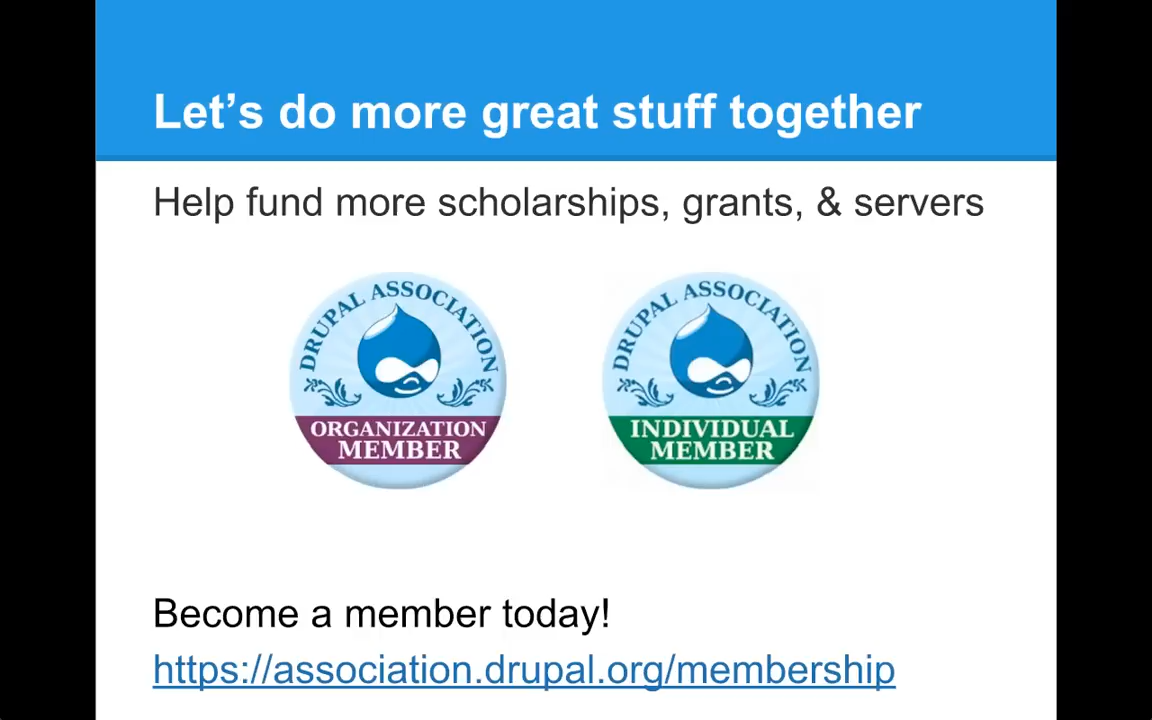 Let’s do more great stuff together
Help fund more scholarships, grants, & servers
DRUPAL ASSOCIATION
ORGANIZATION
MEMBER
DRUPAL ASSOCIATION
INDIVIDUAL
MEMBER
Become a member today!
https://association.drupal.org/membership